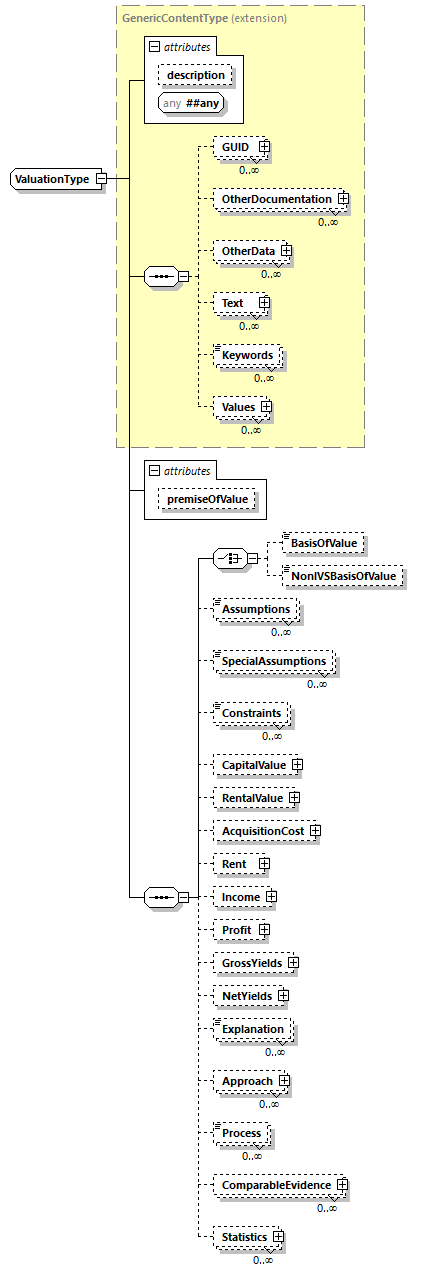 GenericContentType (extension)
attributes
description
any ##any
ValuationType
GUID
0..∞
OtherDocumentation
0..∞
OtherData
0..∞
Text
0..∞
Keywords
0..∞
Values
0..∞
attributes
premiseOfValue
BasisOfValue
NonIVSBasisOfValue
Assumptions
0..∞
SpecialAssumptions
0..∞
Constraints
0..∞
CapitalValue
RentalValue
AcquisitionCost
Rent
Income
Profit
GrossYields
NetYields
Explanation
0..∞
Approach
0..∞
Process
0..∞
ComparableEvidence
0..∞
Statistics
0..∞